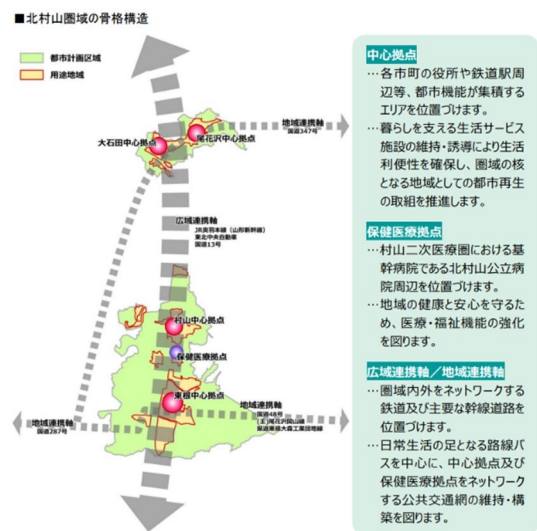 ■北村山圏域の骨格構造
都市計画区域
用途地域
地域連携軸
国道347号
尾花沢中心拠点
大石田中心拠点
広域連携軸
JR奥羽本線（山形新幹線）
東北中央自動車
国道13号
村山中心拠点
保健医療拠点
東根中心拠点
地域連携軸
国道287号
地域連携軸
国道48号
(主)尾花沢関山線
中心拠点
…各市町の役所や鉄道駅周
辺等、都市機能が集積する
エリアを位置づけます。
…暮らしを支える生活サービス
施設の維持・誘導により生活
利便性を確保し、圏域の核
となる地域としての都市再生
の取組を推進します。
保健医療拠点
…村山二次医療圏における基
幹病院である北村山公立病
院周辺を位置づけます。
…地域の健康と安心を守るた
め、医療・福祉機能の強化
を図ります。
広域連携軸／地域連携軸
…圏域内外をネットワークする
鉄道及び主要な幹線道路を
位置づけます。
…日常生活の足となる路線バ
スを中心に、中心拠点及び
保健医療拠点をネットワーク
する公共交通網の維持・構
築を図ります。